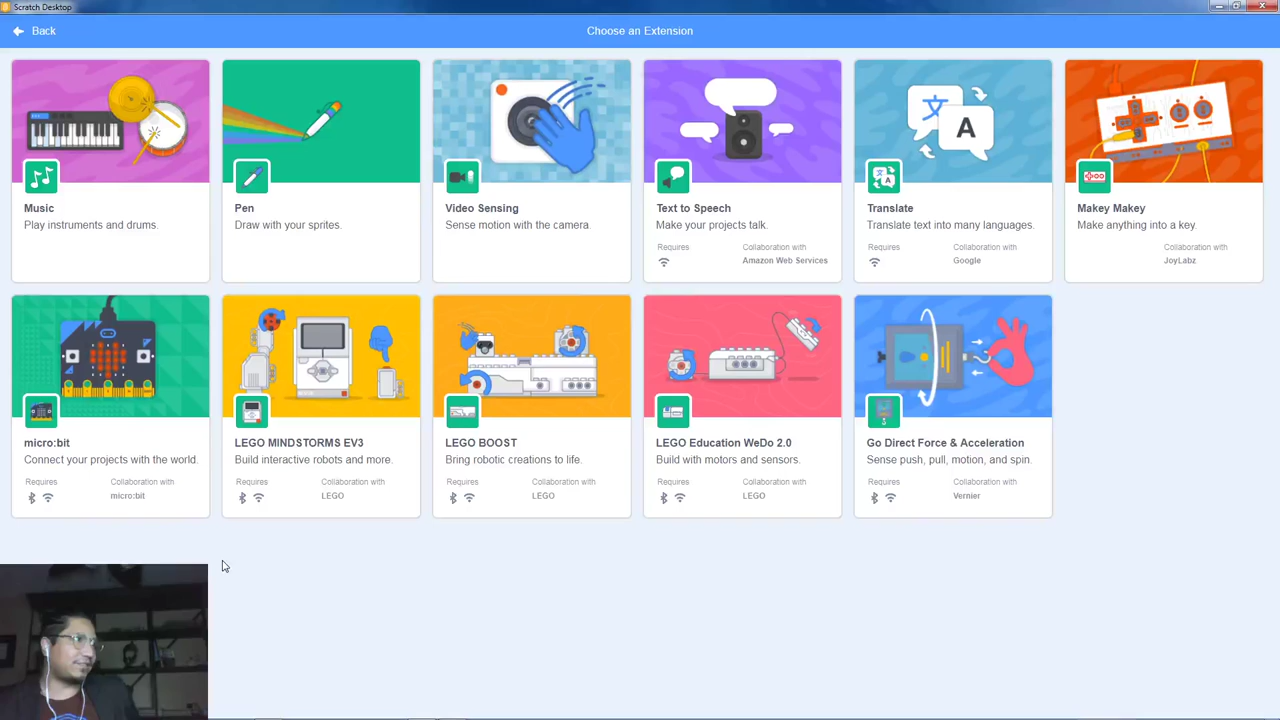 Scratch Desktop
Back
Choose an Extension
Music
Play instruments and drums.
Pen
Draw with your sprites.
Video Sensing
Sense motion with the camera.
文
A
Text to Speech
Make your projects talk.
Requires
Collaboration with
Amazon Web Services
Translate
Translate text into many languages.
Requires
Collaboration with
Google
Makey Makey
Make anything into a key.
Collaboration with
JoyLabz
micro:bit
Connect your projects with the world.
Requires
Collaboration with
micro:bit
LEGO MINDSTORMS EV3
Build interactive robots and more.
Requires
Collaboration with
LEGO
LEGO BOOST
Bring robotic creations to life.
Requires
Collaboration with
LEGO
LEGO Education WeDo 2.0
Build with motors and sensors.
Requires
Collaboration with
LEGO
Go Direct Force & Acceleration
Sense push, pull, motion, and spin.
Requires
Collaboration with
Vernier